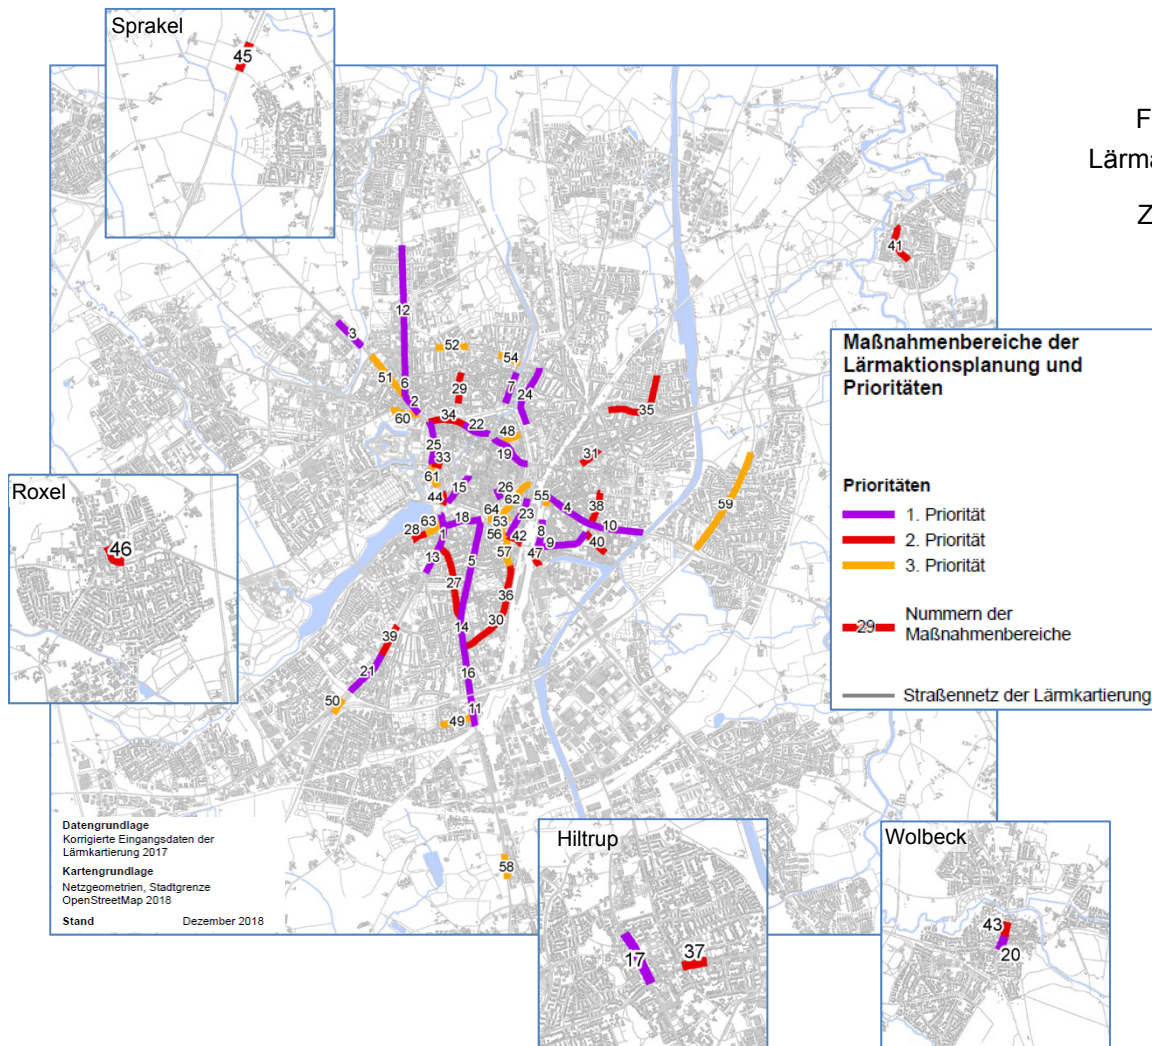 Sprakel
45
F
Lärma
Z
41
12
3
52
54
51
6
7
24
29
2
60
34
22
48
35
25
19
33
31
61
15
44
26
62
55
38
59
64
4
23
18
53
63
28
10
8
1
56
42
9
40
13
57
47
5
27
36
30
14
39
21
16
50
11
49
58
Roxel
46
Maßnahmenbereiche der
Lärmaktionsplanung und
Prioritäten
Prioritäten
1. Priorität
2. Priorität
3. Priorität
29
Nummern der
Maßnahmenbereiche
Straßennetz der Lärmkartierung
Datengrundlage
Korrigierte Eingangsdaten der
Lärmkartierung 2017
Kartengrundlage
Netzgeometrien, Stadtgrenze
OpenStreetMap 2018
Stand Dezember 2018
Hiltrup
17
37
Wolbeck
43
20